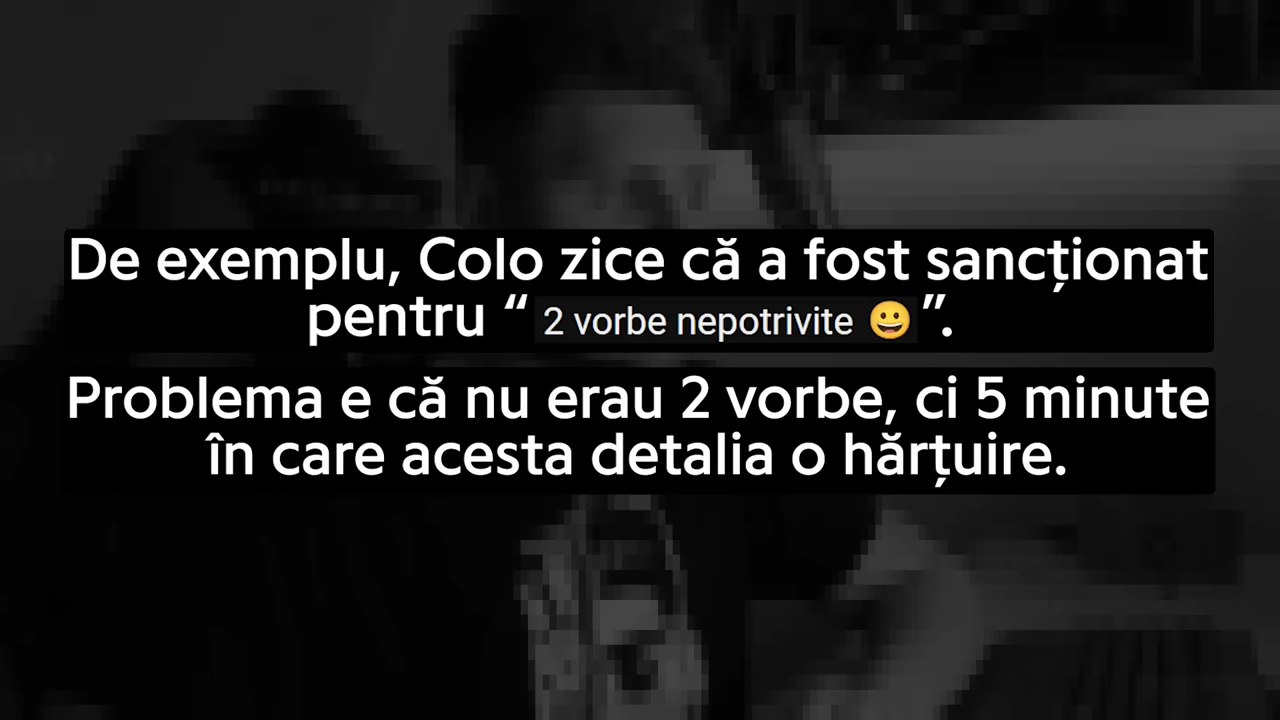 De exemplu, Colo zice că a fost sancționat
pentru “ 2 vorbe nepotrivite 😀 ”.
Problema e că nu erau 2 vorbe, ci 5 minute
în care acesta detalia o hărțuire.